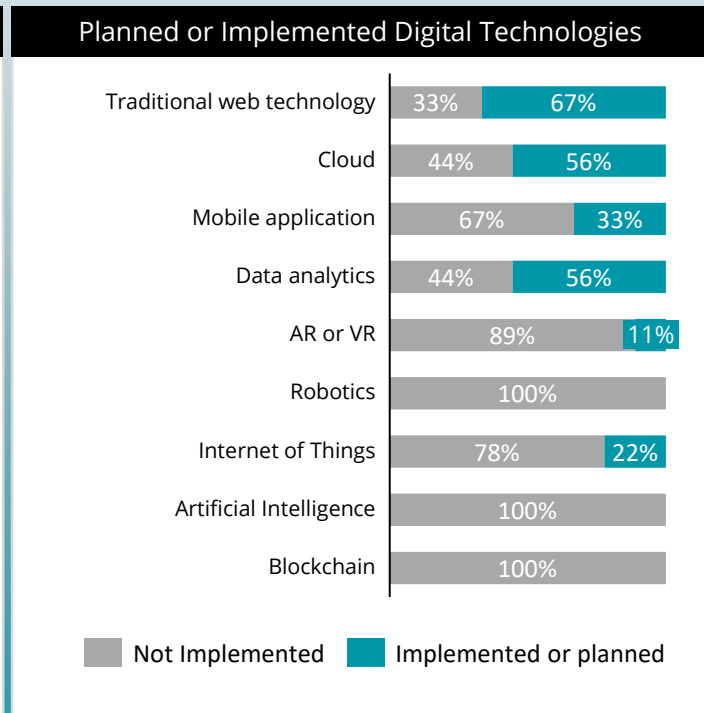 Planned or Implemented Digital Technologies
Traditional web technology 33% 67%
Cloud 44% 56%
Mobile application 67% 33%
Data analytics 44% 56%
AR or VR 89% 11%
Robotics 100%
Internet of Things 78% 22%
Artificial Intelligence 100%
Blockchain 100%
Not Implemented Implemented or planned